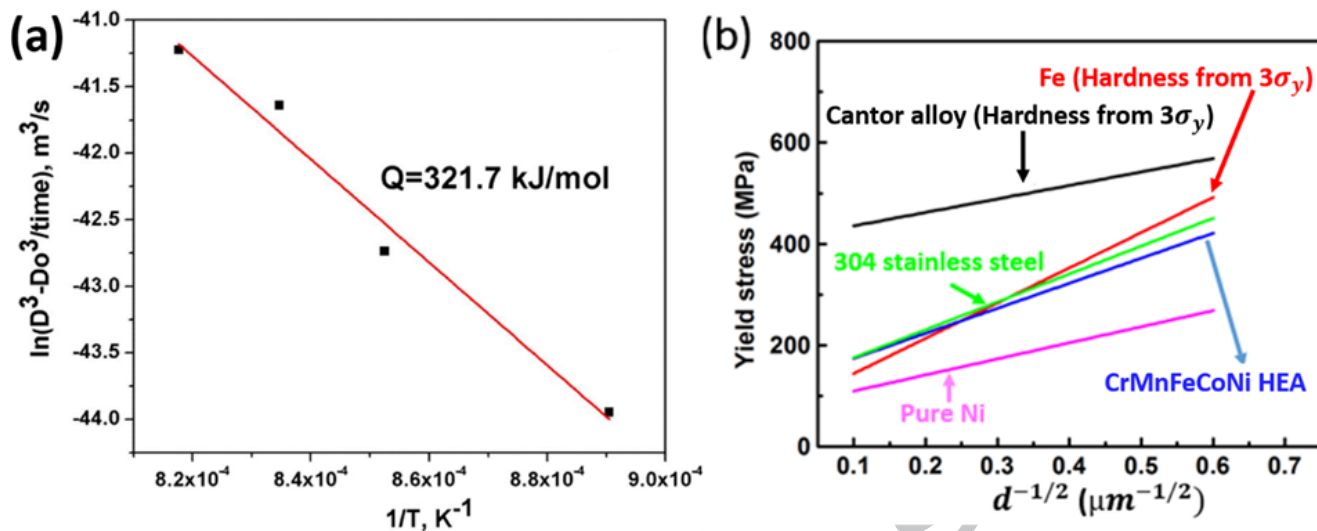 (a)
-41.0
-41.5
-42.0
-42.5
-43.0
-43.5
-44.0
ln(D³-Do³/time), m³/s
Q=321.7 kJ/mol
8.2x10⁻⁴ 8.4x10⁻⁴ 8.6x10⁻⁴ 8.8x10⁻⁴ 9.0x10⁻⁴
1/T, K⁻¹
(b)
800
600
400
200
0
Yield stress (MPa)
Fe (Hardness from 3σy)
Cantor alloy (Hardness from 3σy)
304 stainless steel
CrMnFeCoNi HEA
Pure Ni
0.1 0.2 0.3 0.4 0.5 0.6 0.7
d⁻¹/² (μm⁻¹/²)